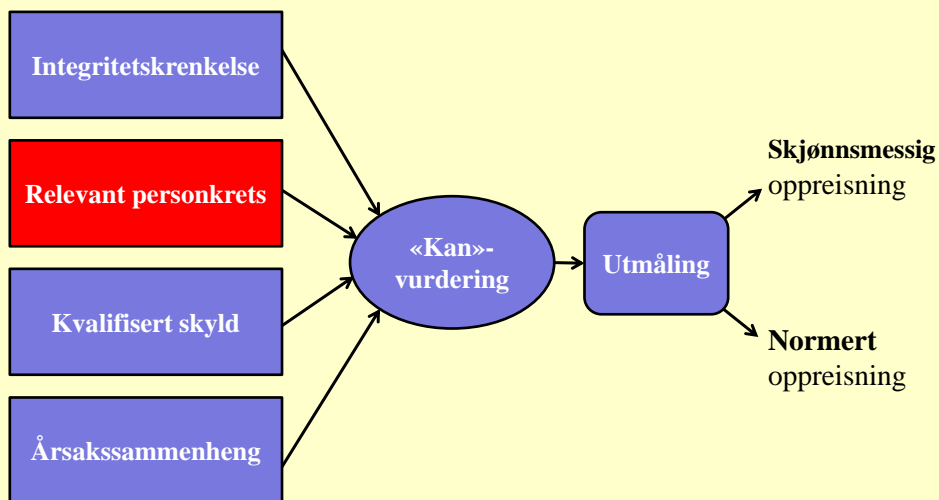 Integritetskrenkelse
Relevant personkrets
Kvalifisert skyld
Årsakssammenheng
«Kan»-
vurdering
Utmåling
Skjønnsmessig
oppreisning
Normert
oppreisning